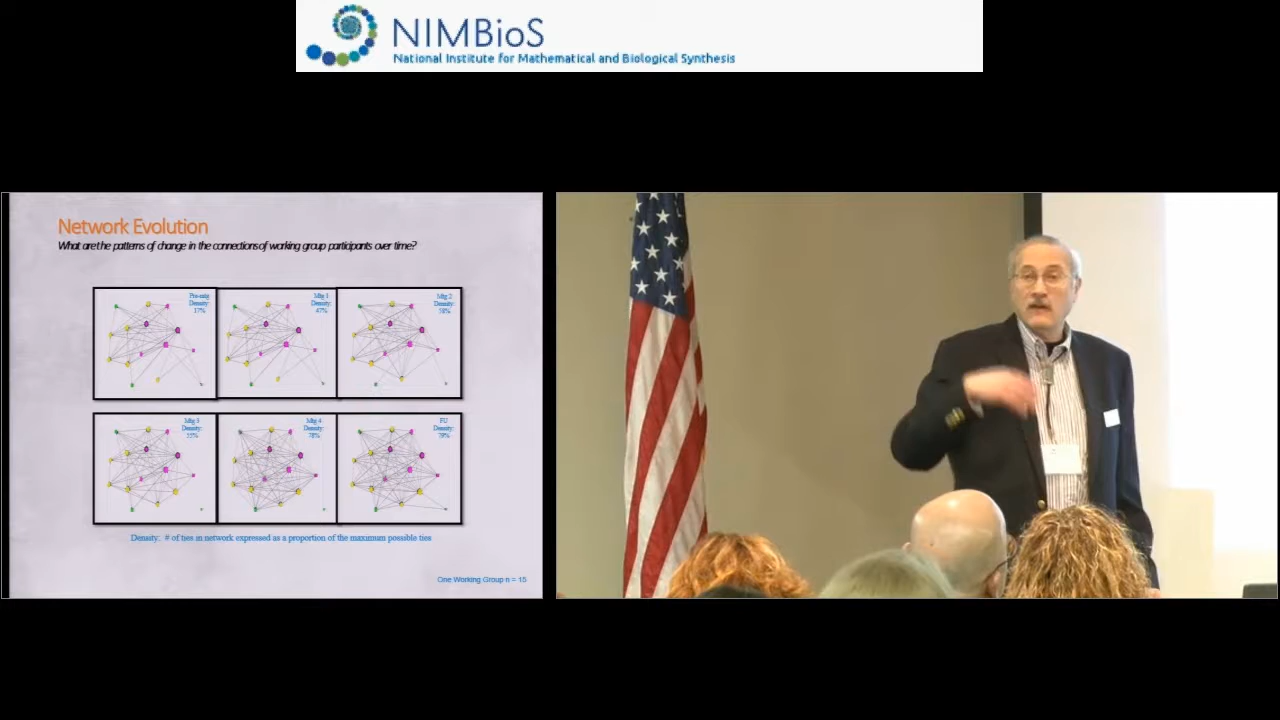 NIMBioS
National Institute for Mathematical and Biological Synthesis
Network Evolution
What are the patterns of change in the connections of working group participants over time?
Pre-mtg
Density:
37%
Mtg 1
Density:
47%
Mtg 2
Density:
Mtg 3
Density:
Mtg 4
Density:
78%
FU
Density:
Density: # of ties in network expressed as a proportion of the maximum possible ties
One Working Group n = 15